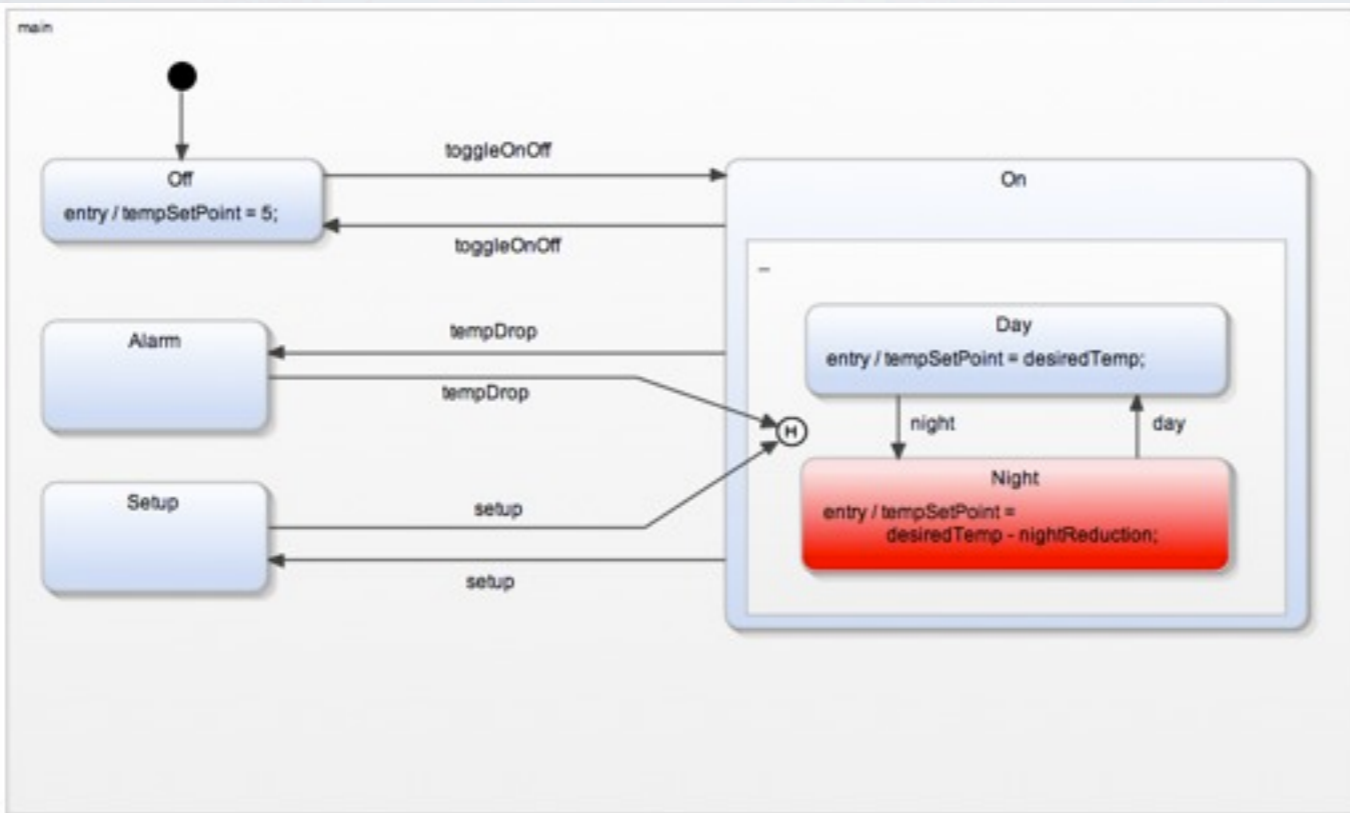 main
toggleOnOff
Off
entry / tempSetPoint = 5;
On
toggleOnOff
–
tempDrop
Alarm
Day
entry / tempSetPoint = desiredTemp;
tempDrop
night
day
H
Setup
setup
Night
entry / tempSetPoint =
desiredTemp - nightReduction;
setup